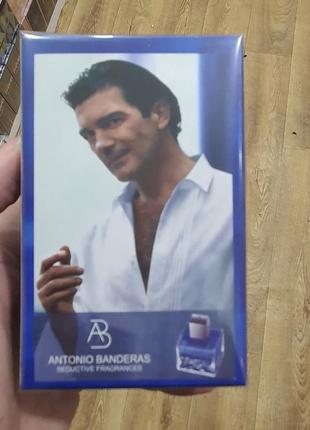 AB
ANTONIO BANDERAS
SEDUCTIVE FRAGRANCES